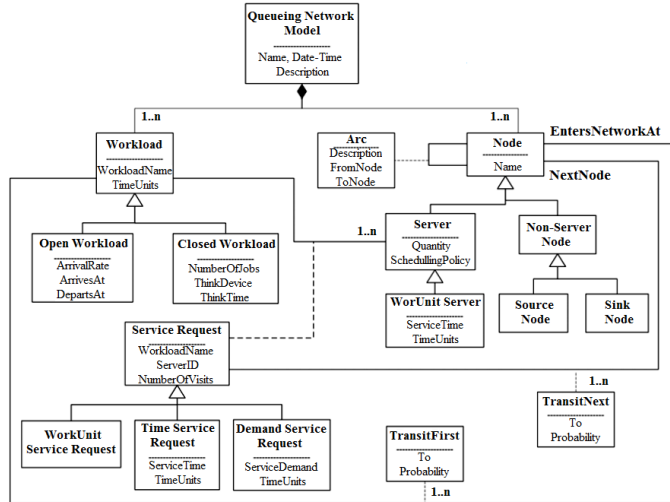 Queueing Network
Model
Name, Date-Time
Description
1..n
1..n
Workload
WorkloadName
TimeUnits
Arc
Description
FromNode
ToNode
Node
Name
EntersNetworkAt
NextNode
Open Workload
ArrivalRate
ArrivesAt
DepartsAt
Closed Workload
NumberOfJobs
ThinkDevice
ThinkTime
1..n
Server
Quantity
SchedullingPolicy
Non-Server
Node
WorUnit Server
ServiceTime
TimeUnits
Source
Node
Sink
Node
Service Request
WorkloadName
ServerID
NumberOfVisits
WorkUnit
Service Request
Time Service
Request
ServiceTime
TimeUnits
Demand Service
Request
ServiceDemand
TimeUnits
1..n
TransitNext
To
Probability
TransitFirst
To
Probability
1..n